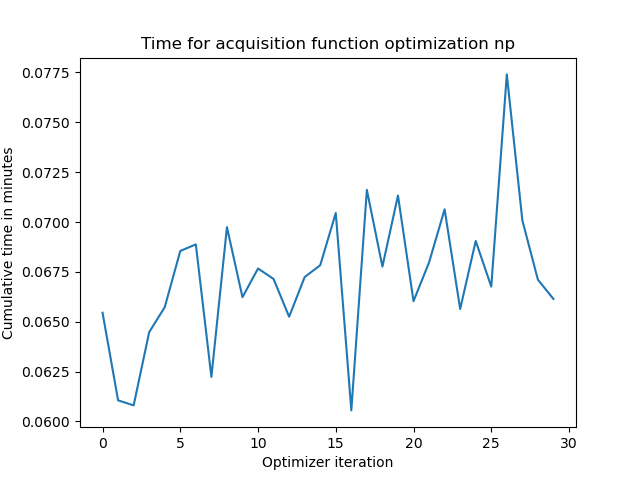 Time for acquisition function optimization np
Cumulative time in minutes
0.0775
0.0750
0.0725
0.0700
0.0675
0.0650
0.0625
0.0600
0 5 10 15 20 25 30
Optimizer iteration